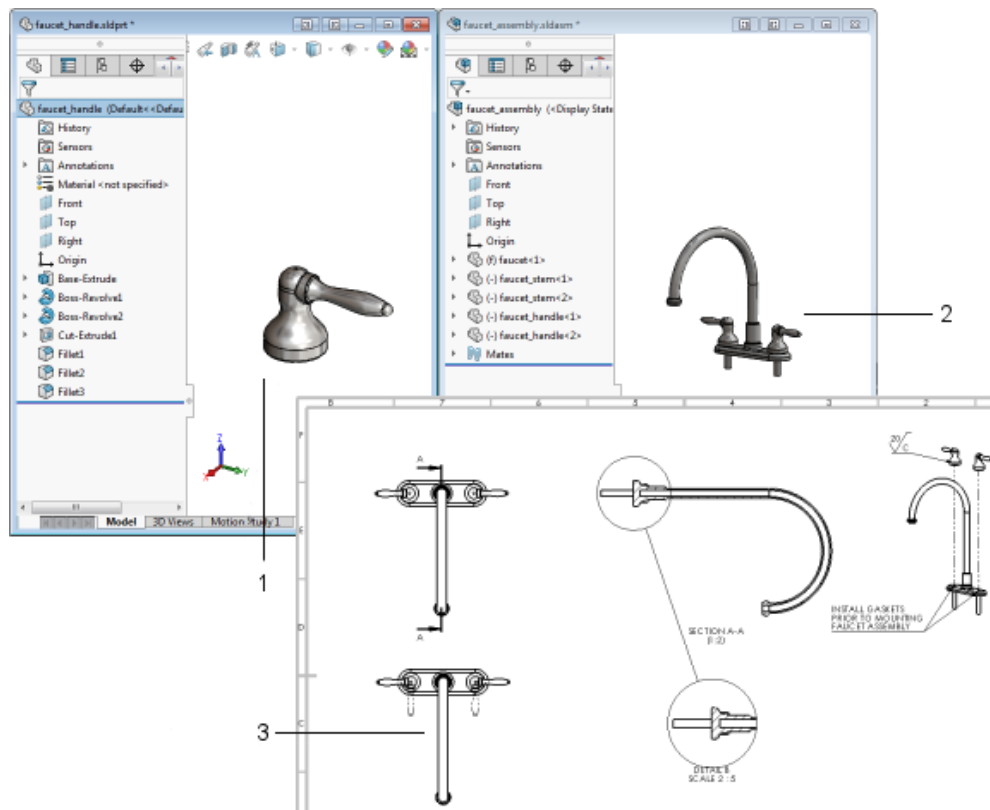 faucet_handle.sldprt *
faucet_handle (Default<<Defau
History
Sensors
Annotations
Material <not specified>
Front
Top
Right
Origin
Base-Extrude
Boss-Revolve1
Boss-Revolve2
Cut-Extrude1
Fillet1
Fillet2
Fillet3
Z
X
Y
Model
3D Views
Motion Study 1
1
faucet_assembly.sldasm *
faucet_assembly (<Display State
History
Sensors
Annotations
Front
Top
Right
Origin
(f) faucet<1>
(-) faucet_stem<1>
(-) faucet_stem<2>
(-) faucet_handle<1>
(-) faucet_handle<2>
Mates
2
8
7
6
5
4
3
2
F
E
D
C
A
A
SECTION A-A
(1:2)
20
C
INSTALL GASKETS
PRIOR TO MOUNTING
FAUCET ASSEMBLY
DETAIL B
SCALE 2 : 5
3